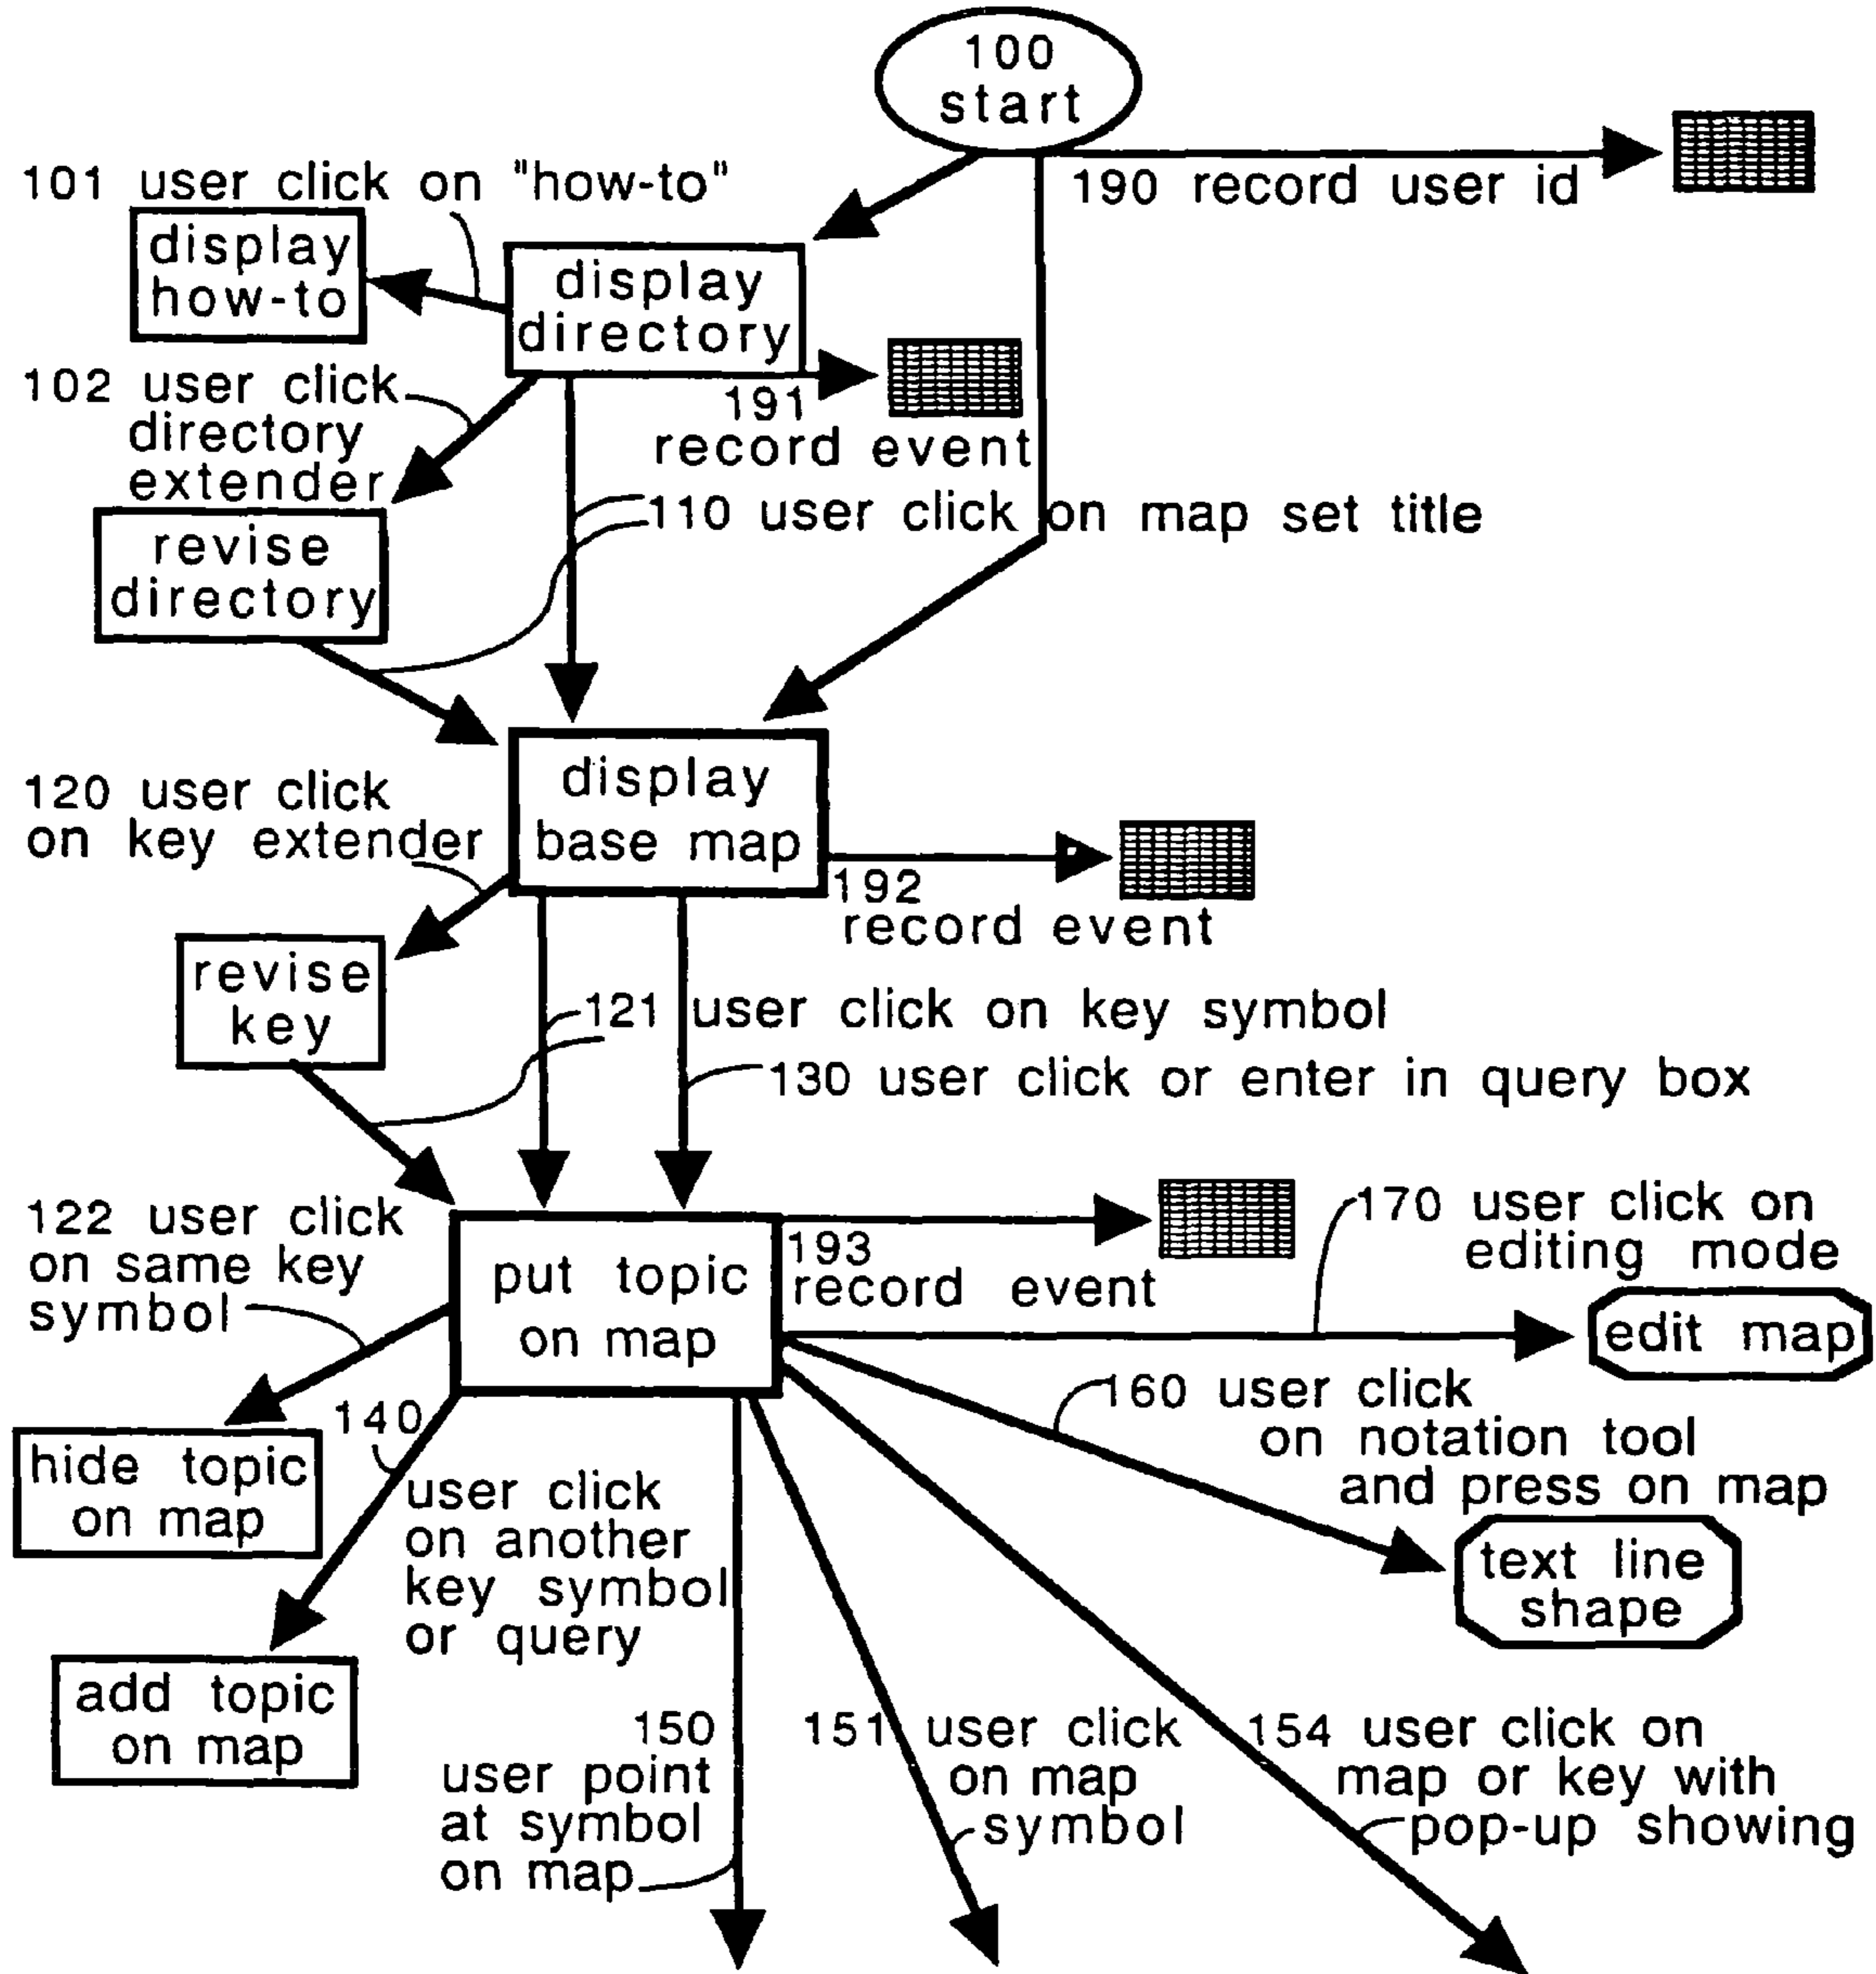 100
start
190 record user id
101 user click on "how-to"
display
how-to
display
directory
102 user click
directory
extender
191
record event
110 user click on map set title
revise
directory
display
base map
120 user click
on key extender
192
record event
revise
key
121 user click on key symbol
130 user click or enter in query box
122 user click
on same key
symbol
put topic
on map
193
record event
170 user click on
editing mode
edit map
160 user click
on notation tool
and press on map
text line
shape
hide topic
on map
140
user click
on another
key symbol
or query
add topic
on map
150
user point
at symbol
on map
151 user click
on map
symbol
154 user click on
map or key with
pop-up showing